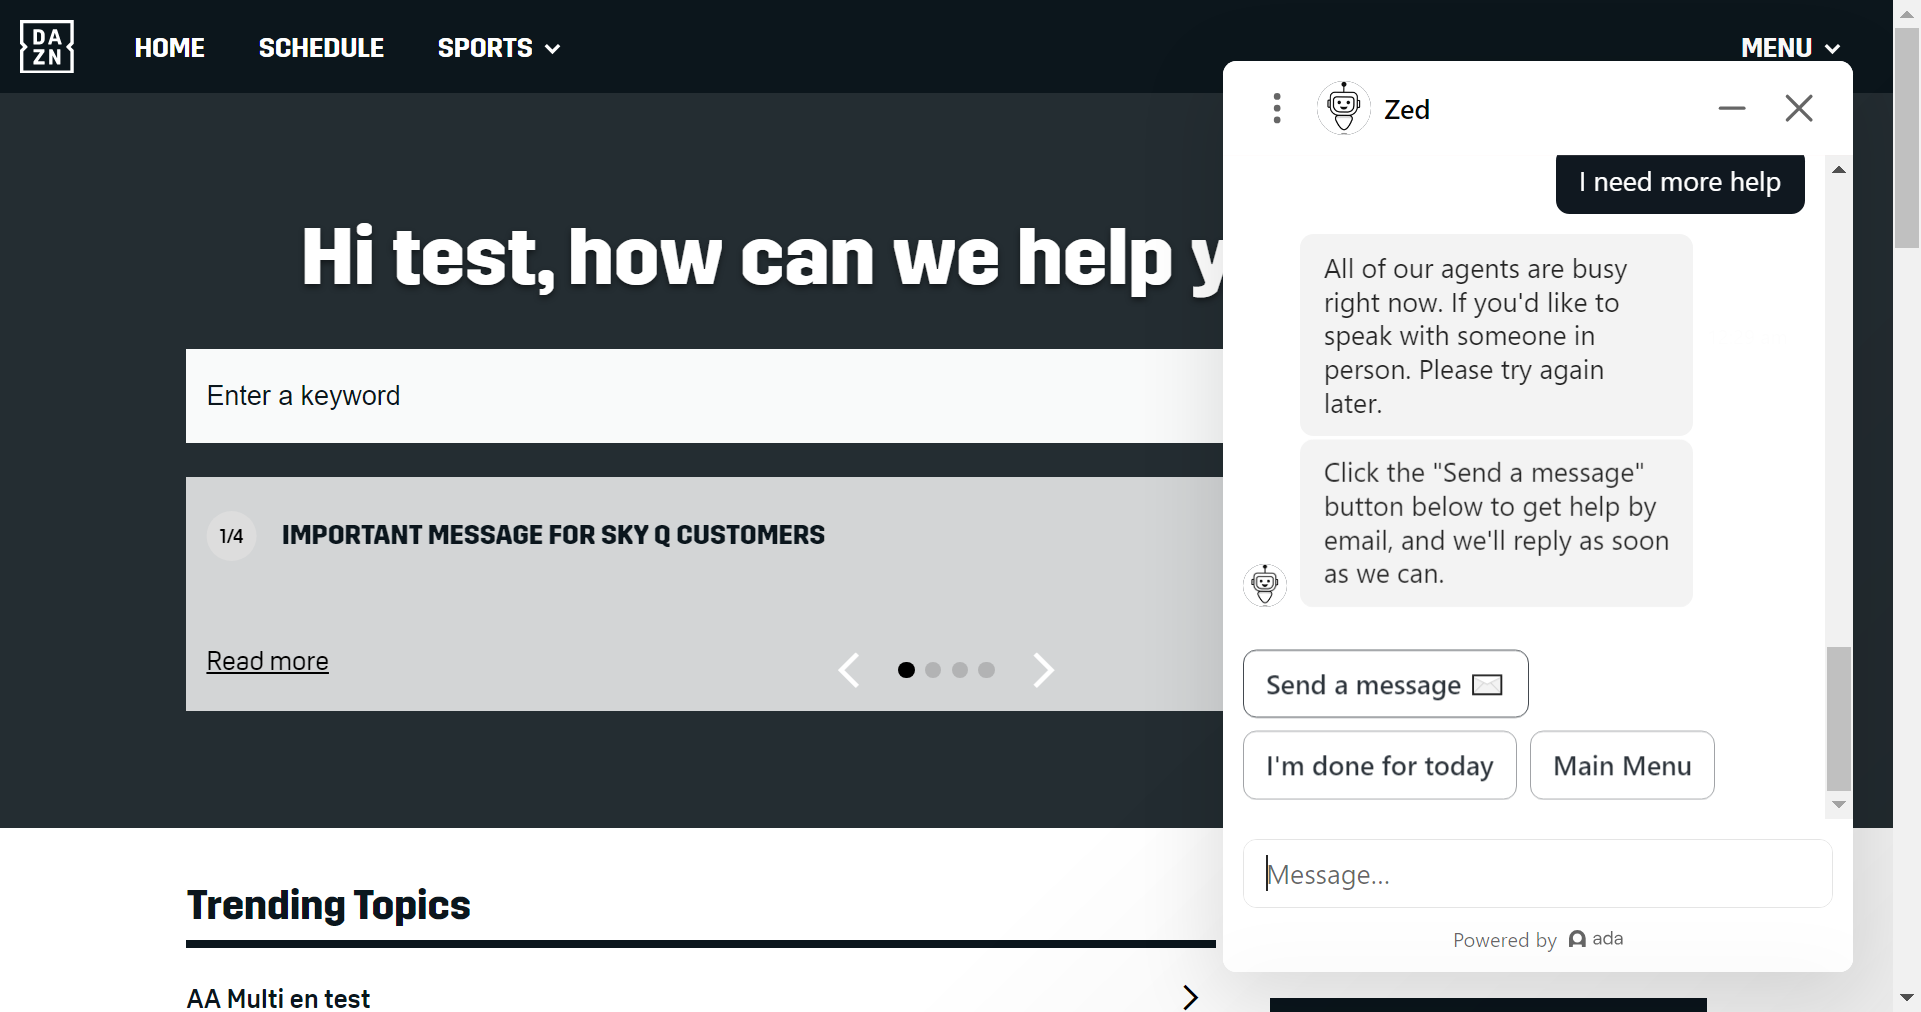 DA
ZN
HOME
SCHEDULE
SPORTS
MENU
Hi test, how can we help y
Enter a keyword
1/4
IMPORTANT MESSAGE FOR SKY Q CUSTOMERS
Read more
Trending Topics
AA Multi en test
Zed
I need more help
All of our agents are busy
right now. If you'd like to
speak with someone in
person. Please try again
later.
Click the "Send a message"
button below to get help by
email, and we'll reply as soon
as we can.
Send a message
I'm done for today
Main Menu
Message...
Powered by ada